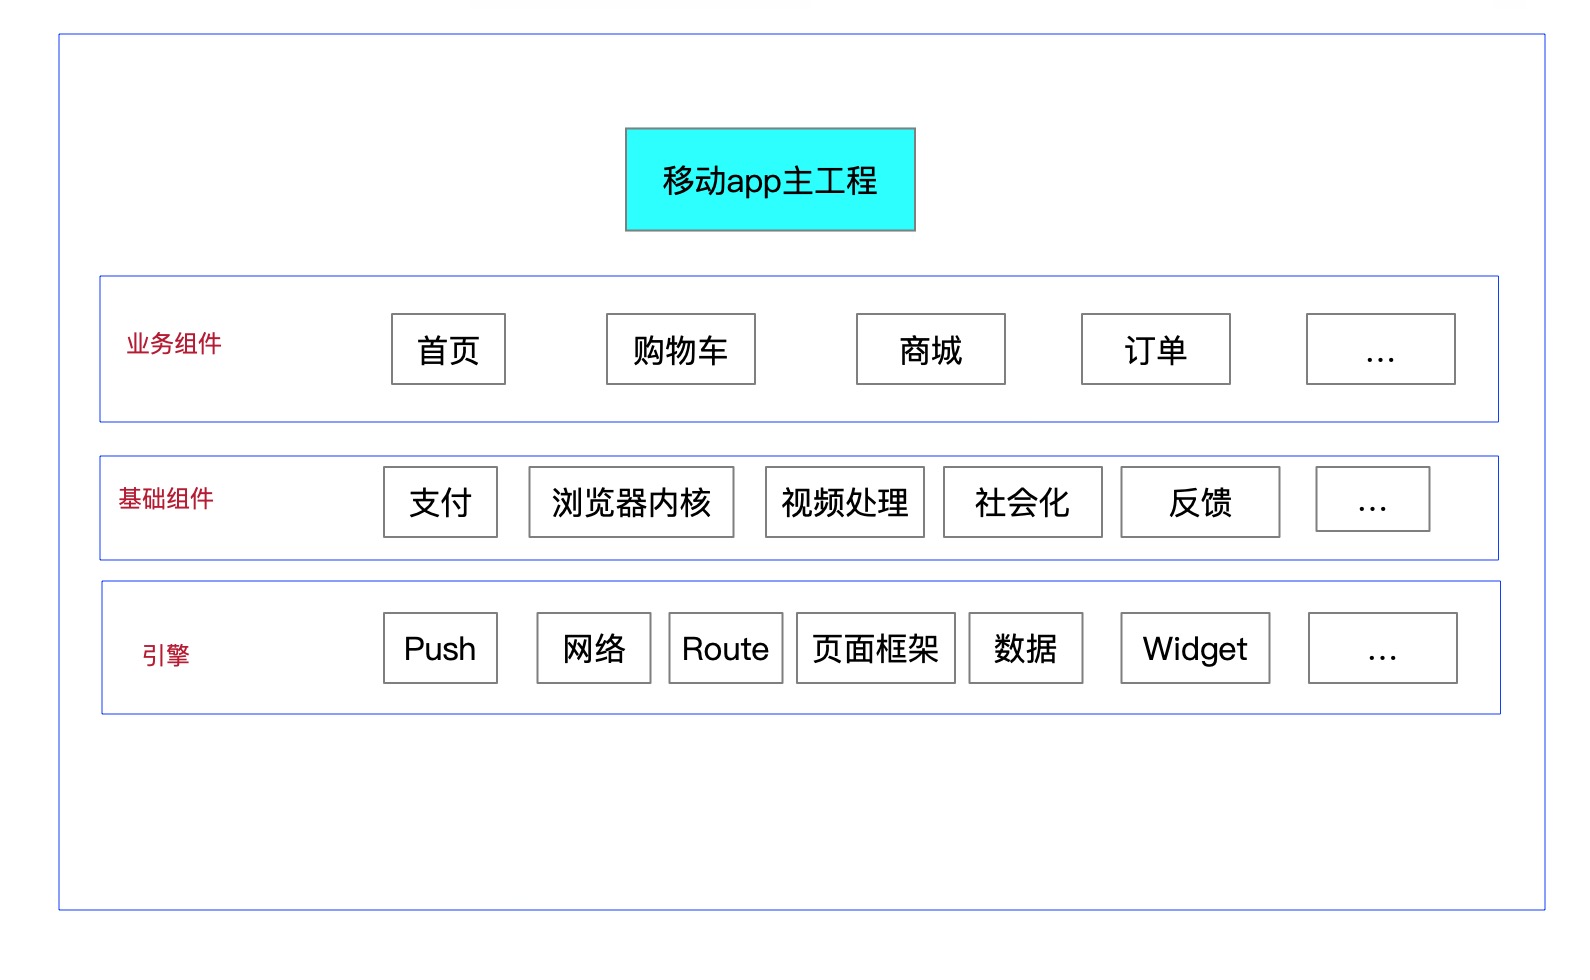 移动app主工程
业务组件
首页
购物车
商城
订单
...
基础组件
支付
浏览器内核
视频处理
社会化
反馈
...
引擎
Push
网络
Route
页面框架
数据
Widget
...